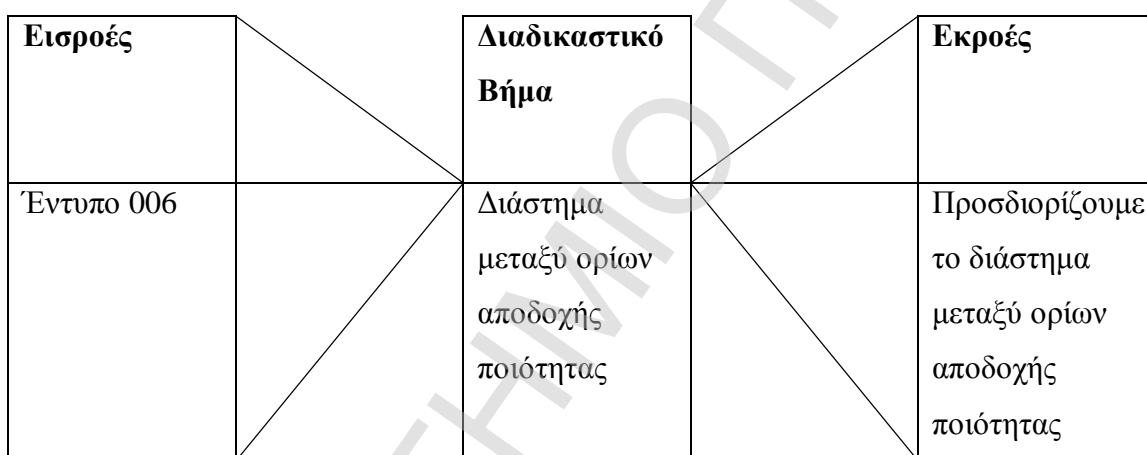 Εισροές
Διαδικαστικό
Βήμα
Εκροές
Έντυπο 006
Διάστημα
μεταξύ ορίων
αποδοχής
ποιότητας
Προσδιορίζουμε
το διάστημα
μεταξύ ορίων
αποδοχής
ποιότητας